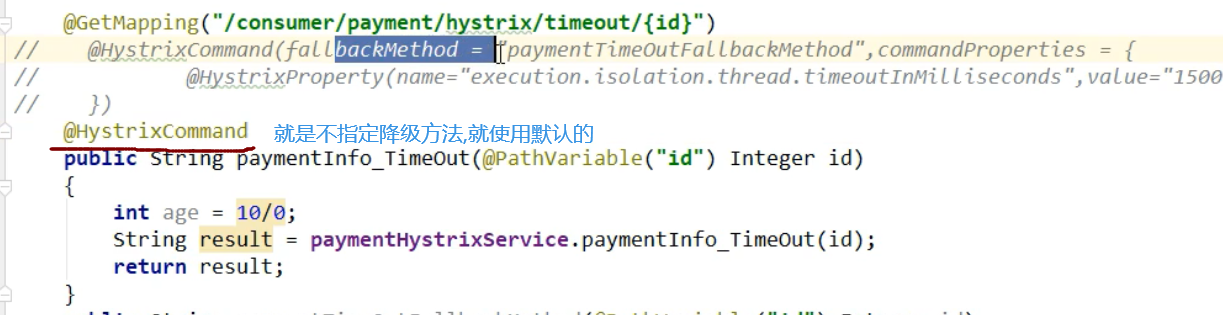 @GetMapping("/consumer/payment/hystrix/timeout/{id}")
// @HystrixCommand(fallbackMethod = "paymentTimeOutFallbackMethod",commandProperties = {
// @HystrixProperty(name="execution.isolation.thread.timeoutInMilliseconds",value="1500
// })
@HystrixCommand 就是不指定降级方法,就使用默认的
public String paymentInfo_TimeOut(@PathVariable("id") Integer id)
{
int age = 10/0;
String result = paymentHystrixService.paymentInfo_TimeOut(id);
return result;
}